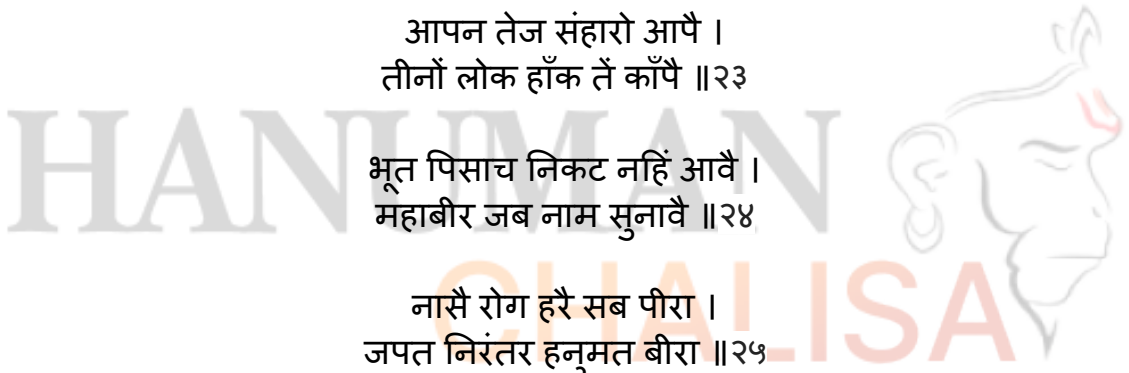 आपन तेज संहारो आपै ।
तीनों लोक हाँक तें काँपै ॥२३
भूत पिसाच निकट नहिं आवै ।
महाबीर जब नाम सुनावै ॥२४
नासै रोग हरै सब पीरा ।
जपत निरंतर हनुमत बीरा ॥२५
HANUMAN
CHALISA